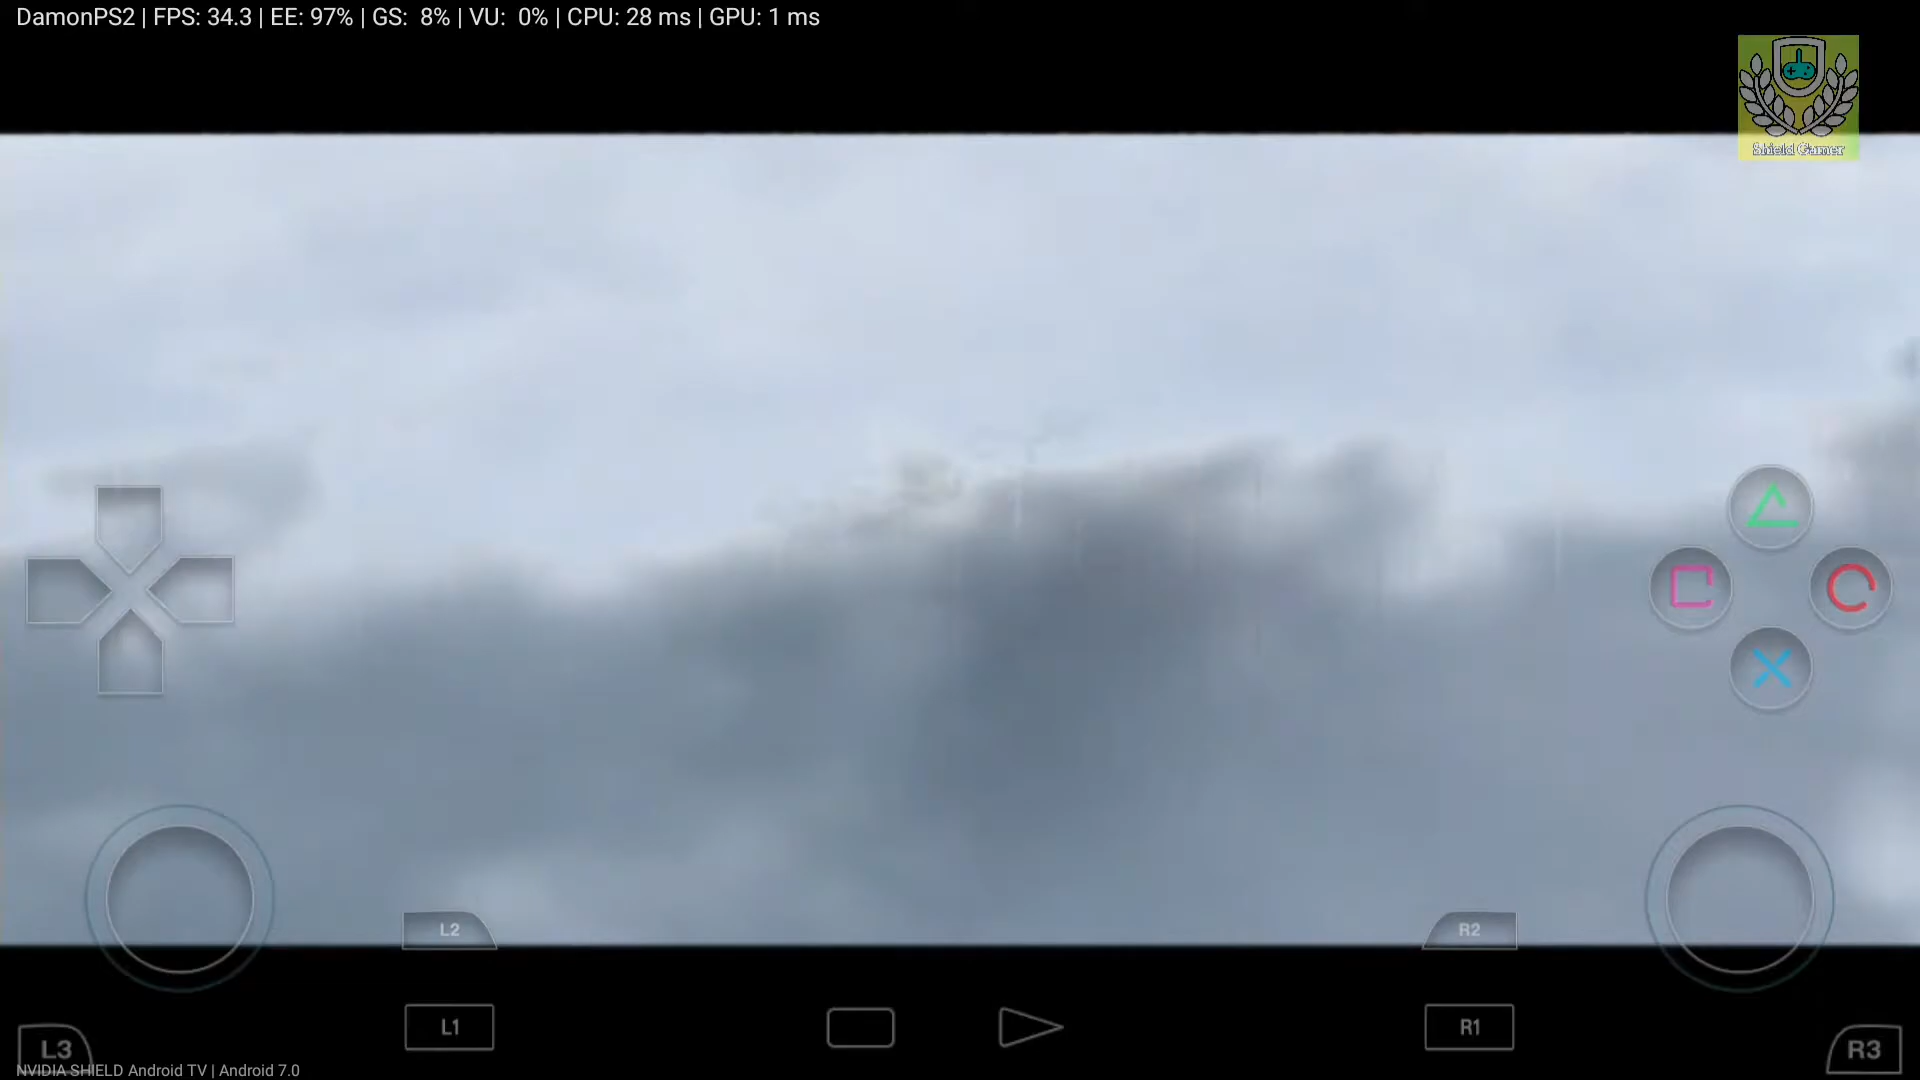 DamonPS2 | FPS: 34.3 | EE: 97% | GS: 8% | VU: 0% | CPU: 28 ms | GPU: 1 ms
Shield Gamer
L2
R2
L1
R1
L3
R3
NVIDIA SHIELD Android TV | Android 7.0